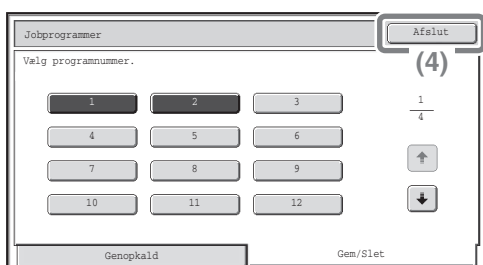 Jobprogrammer
Afslut
(4)
Vælg programnummer.
1 2 3
4 5 6
7 8 9
10 11 12
1
4
Genopkald
Gem/Slet